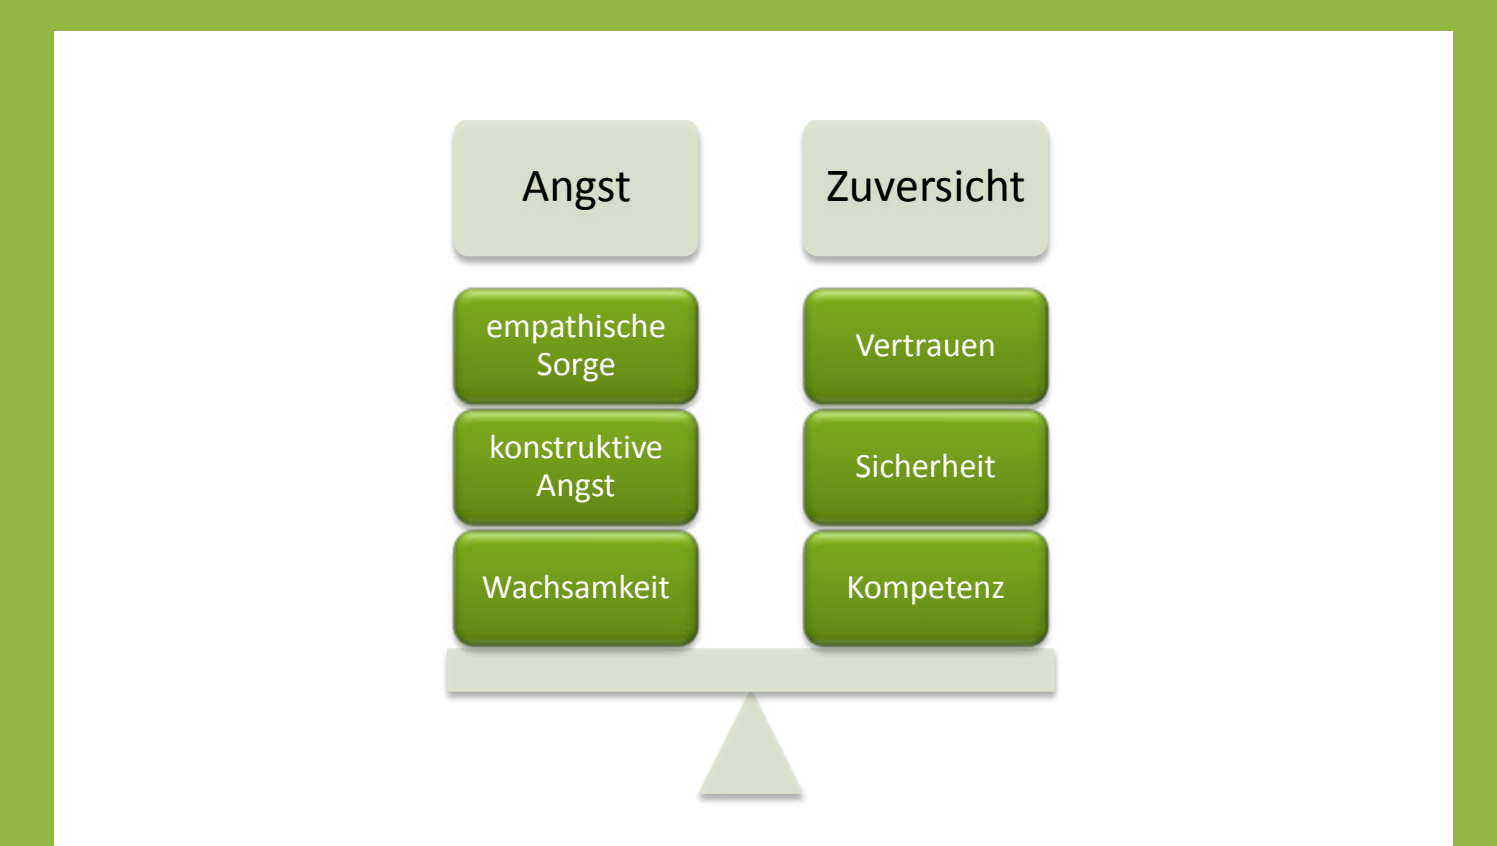 Angst
Zuversicht
empathische
Sorge
Vertrauen
konstruktive
Angst
Sicherheit
Wachsamkeit
Kompetenz